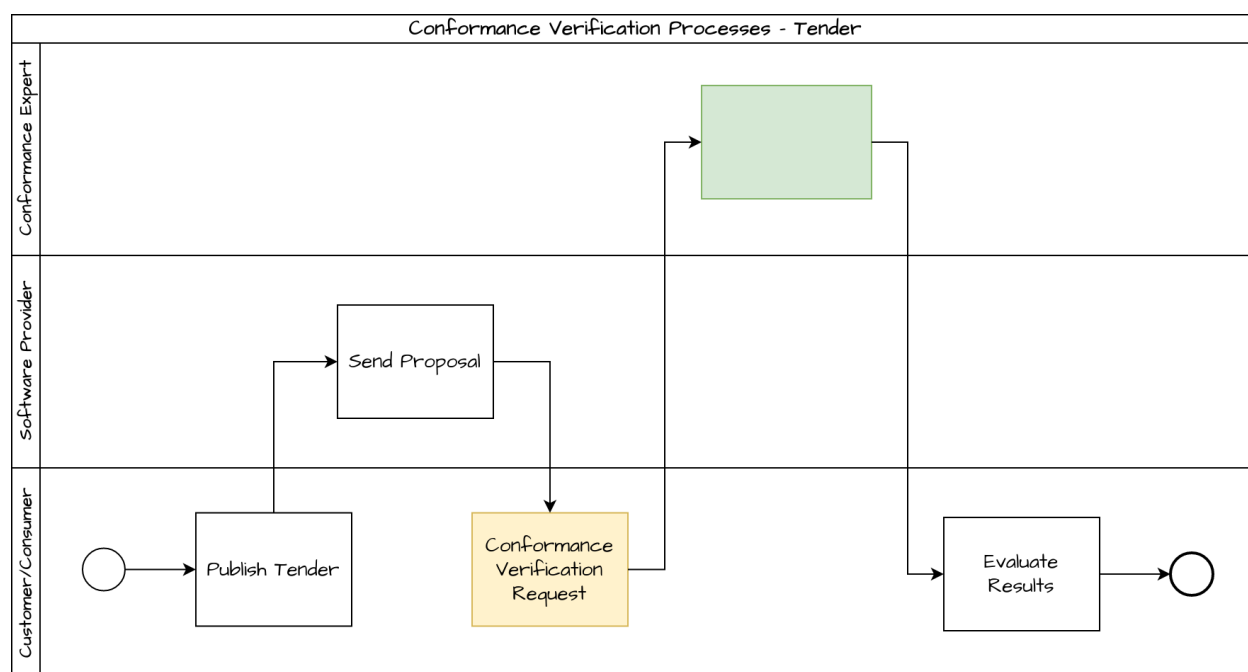 Conformance Verification Processes - Tender
Conformance Expert
Software Provider
Send Proposal
Customer/Consumer
Publish Tender
Conformance
Verification
Request
Evaluate
Results